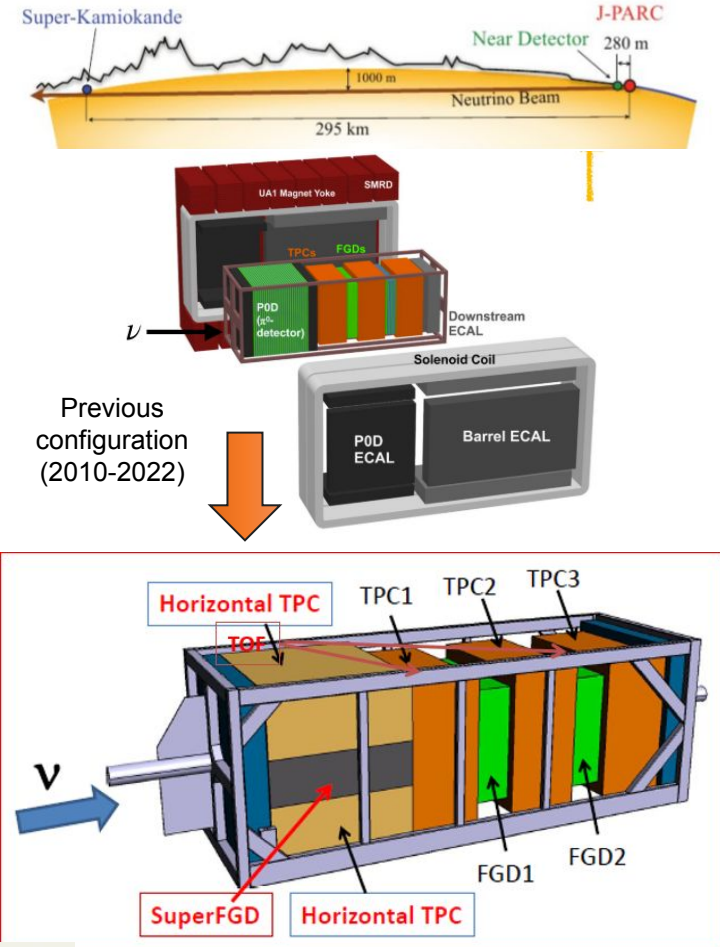 Super-Kamiokande
J-PARC
Near Detector
280 m
1000 m
Neutrino Beam
295 km
UA1 Magnet Yoke
SMRD
TPCs
FGDs
P0D
(π⁰-
detector)
ν
Downstream
ECAL
Solenoid Coil
P0D
ECAL
Barrel ECAL
Previous
configuration
(2010-2022)
Horizontal TPC
TPC1
TPC2
TPC3
TOF
ν
FGD1
FGD2
SuperFGD
Horizontal TPC